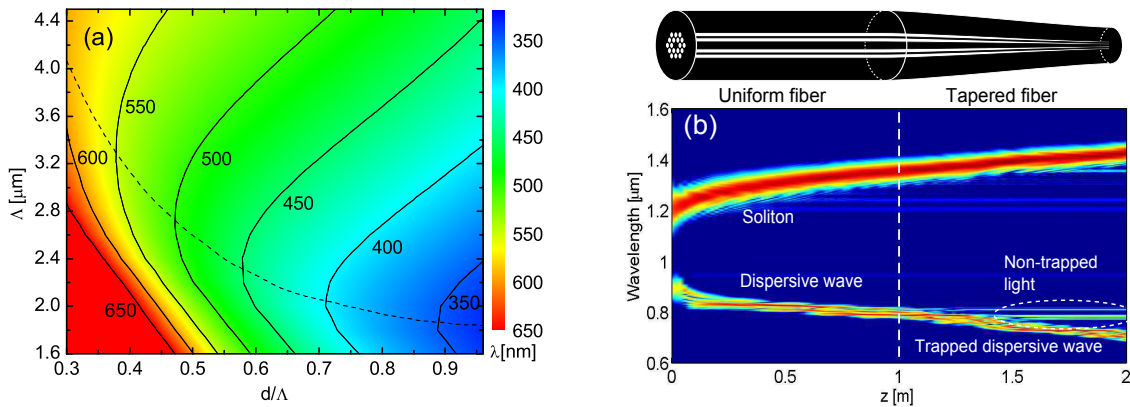 (a)
4.5
4.0
3.6
3.2
2.8
2.4
2.0
1.6
Λ [µm]
0.3
0.4
0.5
0.6
0.7
0.8
0.9
d/Λ
550
600
500
450
400
350
650
350
400
450
500
550
600
650
λ[nm]
Uniform fiber
Tapered fiber
(b)
1.6
1.4
1.2
1
0.8
0.6
Wavelength [µm]
Soliton
Dispersive wave
Non-trapped
light
Trapped dispersive wave
0
0.5
1
1.5
2
z [m]